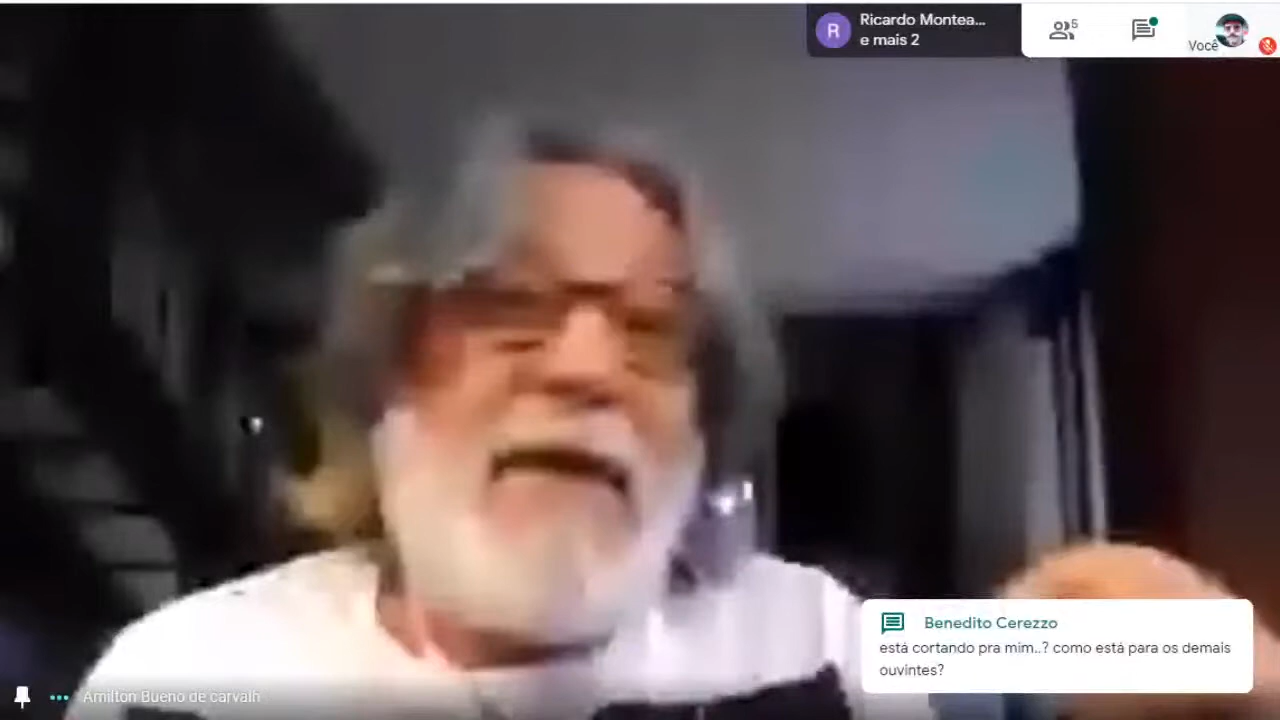 R
Ricardo Montea...
e mais 2
5
Você
Benedito Cerezzo
está cortando pra mim..? como está para os demais
ouvintes?
Amilton Bueno de carvalh